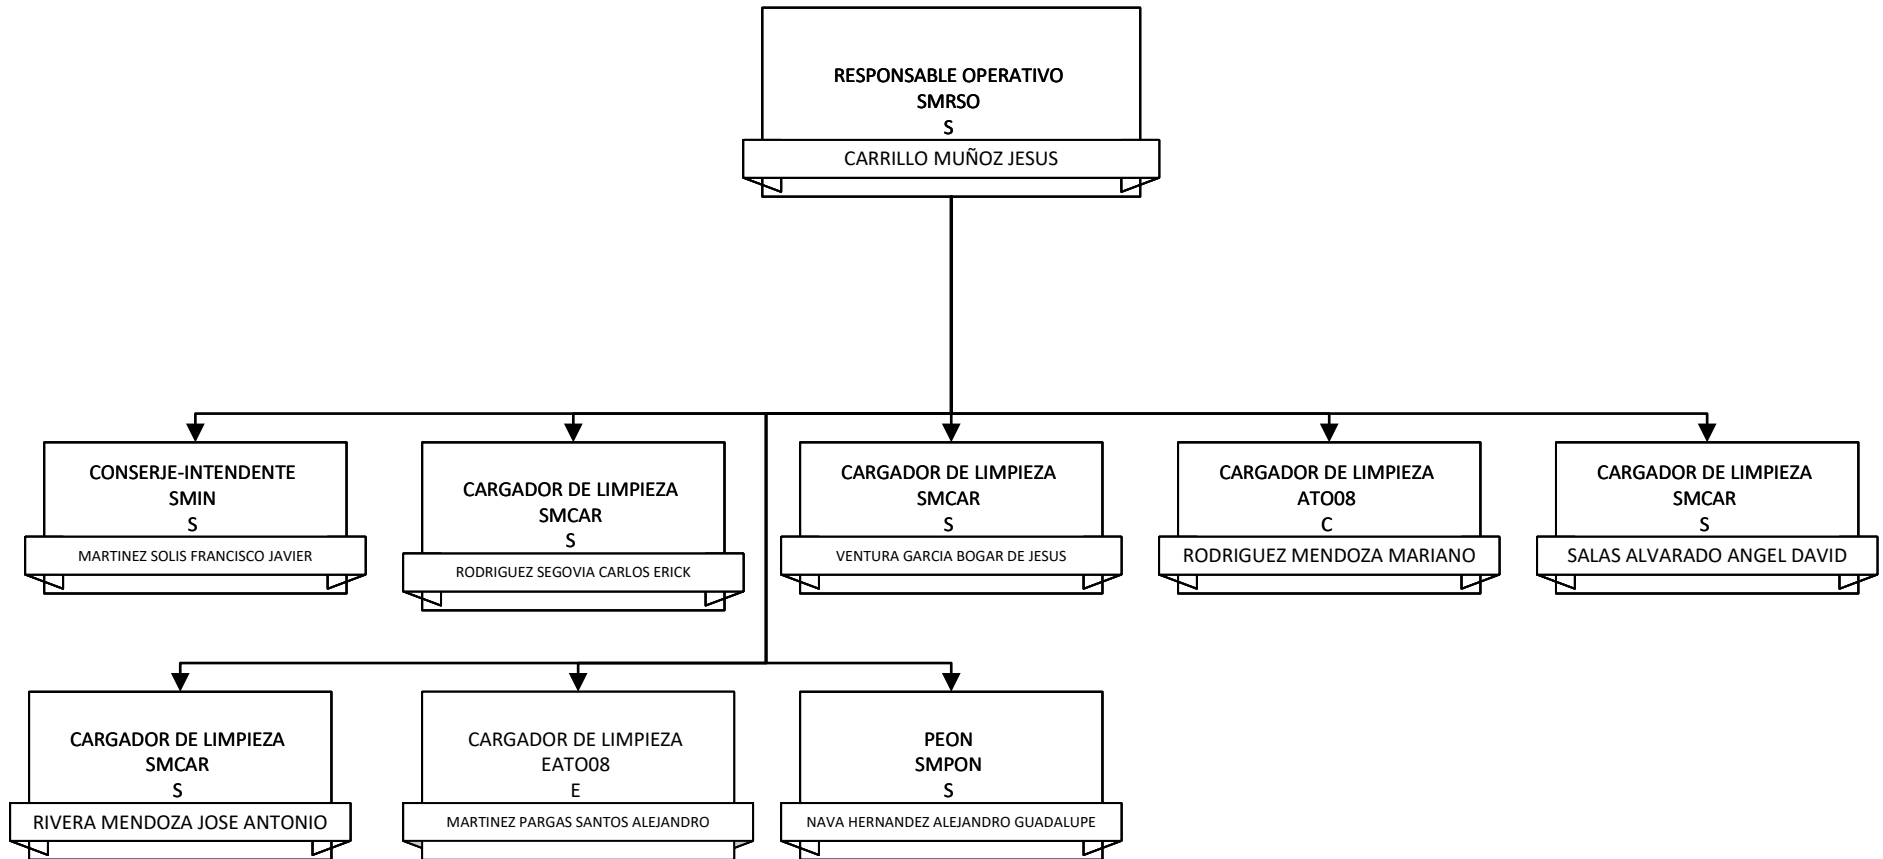 RESPONSABLE OPERATIVO
SMRSO
S
CARRILLO MUÑOZ JESUS
CONSERJE-INTENDENTE
SMIN
S
MARTINEZ SOLIS FRANCISCO JAVIER
CARGADOR DE LIMPIEZA
SMCAR
S
RODRIGUEZ SEGOVIA CARLOS ERICK
CARGADOR DE LIMPIEZA
SMCAR
S
VENTURA GARCIA BOGAR DE JESUS
CARGADOR DE LIMPIEZA
ATO08
C
RODRIGUEZ MENDOZA MARIANO
CARGADOR DE LIMPIEZA
SMCAR
S
SALAS ALVARADO ANGEL DAVID
CARGADOR DE LIMPIEZA
SMCAR
S
RIVERA MENDOZA JOSE ANTONIO
CARGADOR DE LIMPIEZA
EATO08
E
MARTINEZ PARGAS SANTOS ALEJANDRO
PEON
SMPON
S
NAVA HERNANDEZ ALEJANDRO GUADALUPE